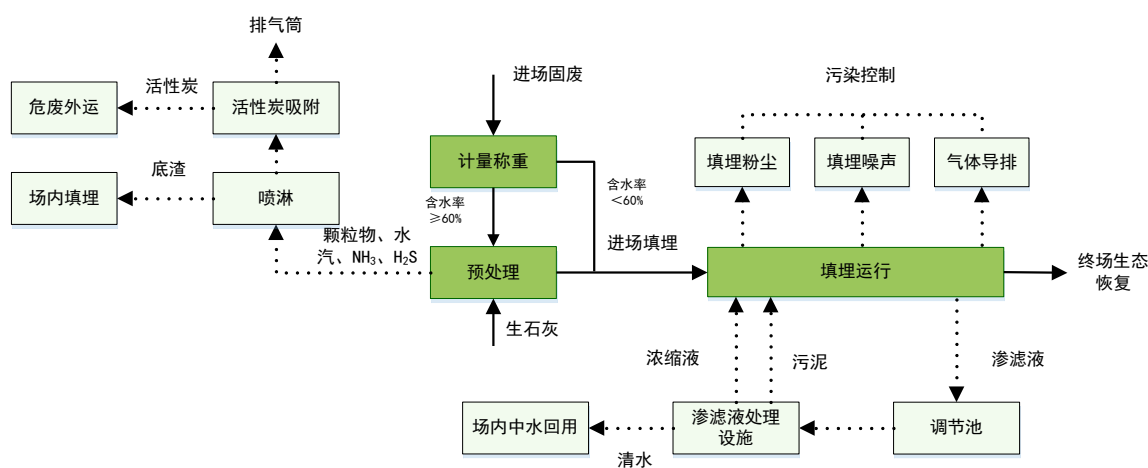 排气筒
活性炭
危废外运
活性炭吸附
底渣
场内填埋
喷淋
颗粒物、水
汽、NH₃、H₂S
进场固废
计量称重
含水率
≥60%
含水率
<60%
预处理
进场填埋
生石灰
污染控制
填埋粉尘
填埋噪声
气体导排
填埋运行
终场生态
恢复
浓缩液
污泥
渗滤液
场内中水回用
清水
渗滤液处理
设施
调节池